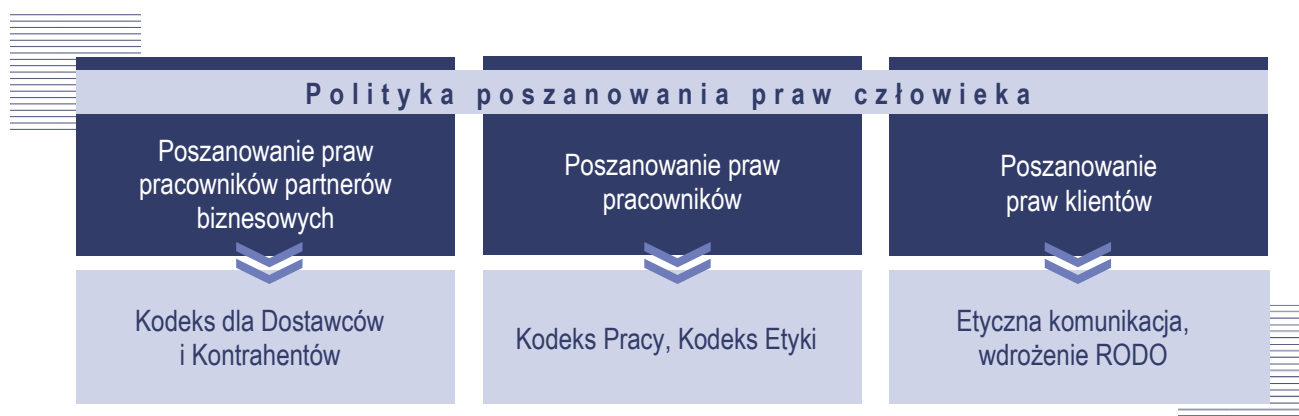 Polityka poszanowania praw człowieka
Poszanowanie praw
pracowników partnerów
biznesowych
Kodeks dla Dostawców
i Kontrahentów
Poszanowanie praw
pracowników
Kodeks Pracy, Kodeks Etyki
Poszanowanie
praw klientów
Etyczna komunikacja,
wdrożenie RODO